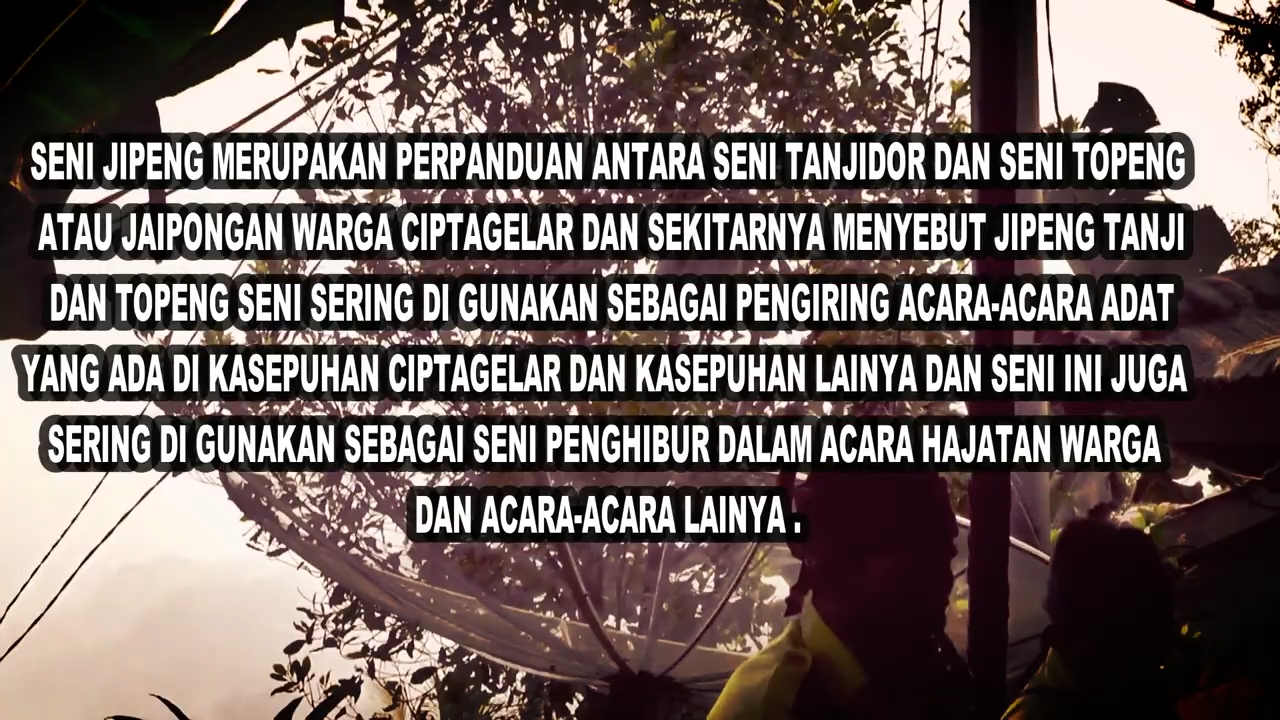 SENI JIPENG MERUPAKAN PERPANDUAN ANTARA SENI TANJIDOR DAN SENI TOPENG
ATAU JAIPONGAN WARGA CIPTAGELAR DAN SEKITARNYA MENYEBUT JIPENG TANJI
DAN TOPENG SENI SERING DI GUNAKAN SEBAGAI PENGIRING ACARA-ACARA ADAT
YANG ADA DI KASEPUHAN CIPTAGELAR DAN KASEPUHAN LAINYA DAN SENI INI JUGA
SERING DI GUNAKAN SEBAGAI SENI PENGHIBUR DALAM ACARA HAJATAN WARGA
DAN ACARA-ACARA LAINYA .